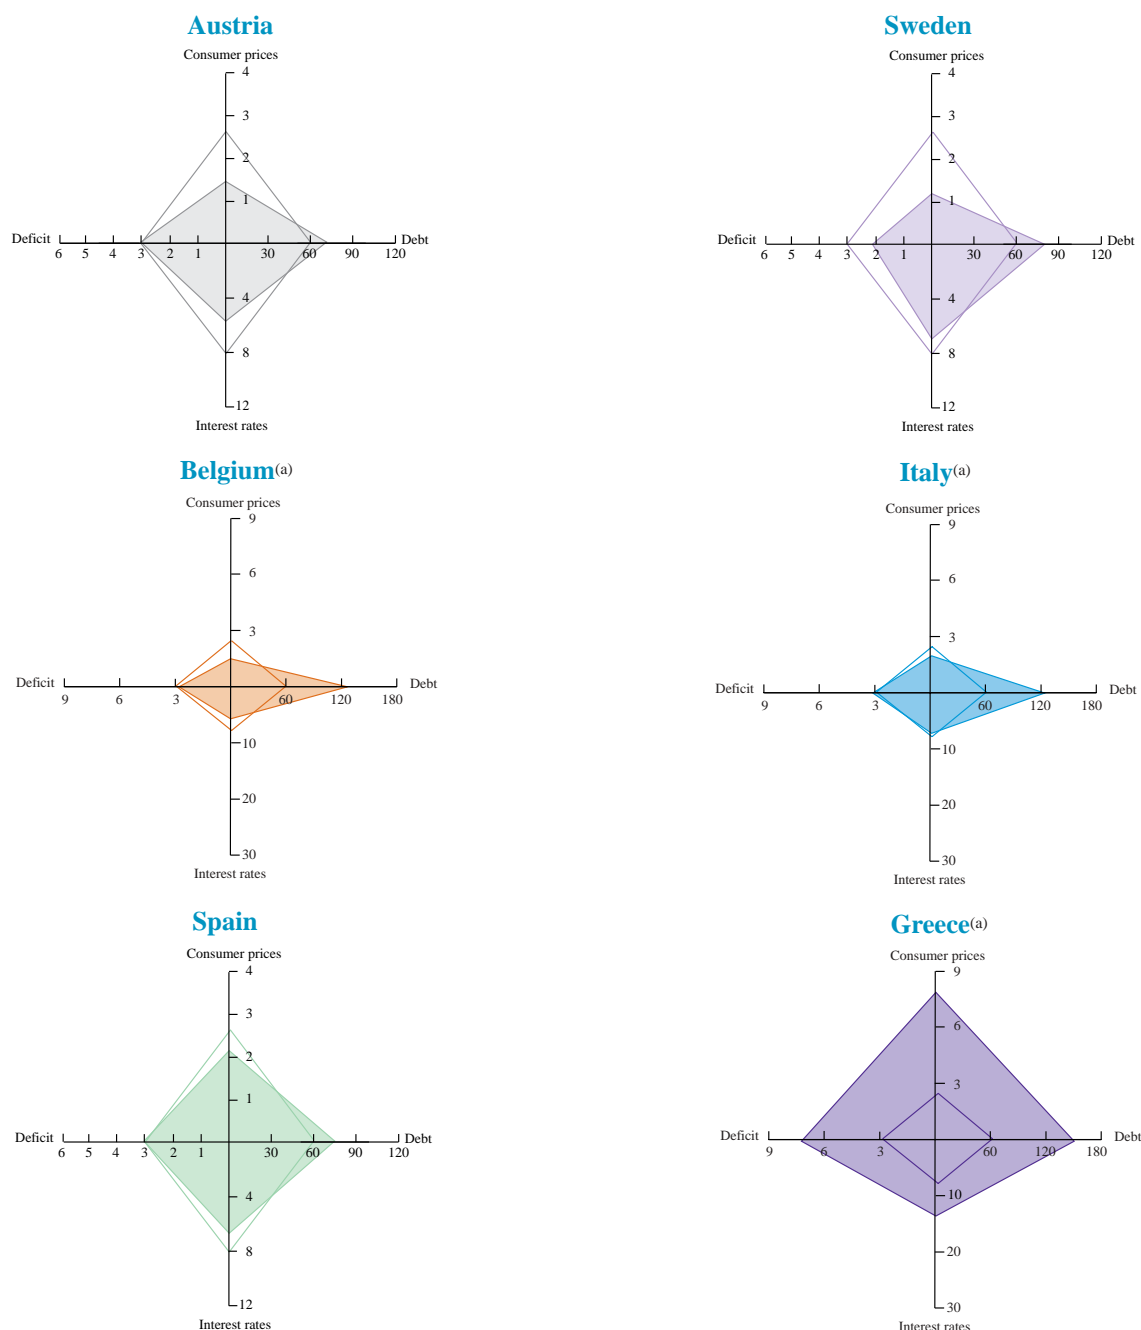 Austria
Consumer prices
4
3
2
1
Deficit
Debt
6 5 4 3 2 1 30 60 90 120
4
8
12
Interest rates
Sweden
Consumer prices
4
3
2
1
Deficit
Debt
6 5 4 3 2 1 30 60 90 120
4
8
12
Interest rates
Belgium(a)
Consumer prices
9
6
3
Deficit
Debt
9 6 3 60 120 180
10
20
30
Interest rates
Italy(a)
Consumer prices
9
6
3
Deficit
Debt
9 6 3 60 120 180
10
20
30
Interest rates
Spain
Consumer prices
4
3
2
1
Deficit
Debt
6 5 4 3 2 1 30 60 90 120
4
8
12
Interest rates
Greece(a)
Consumer prices
9
6
3
Deficit
Debt
9 6 3 60 120 180
10
20
30
Interest rates